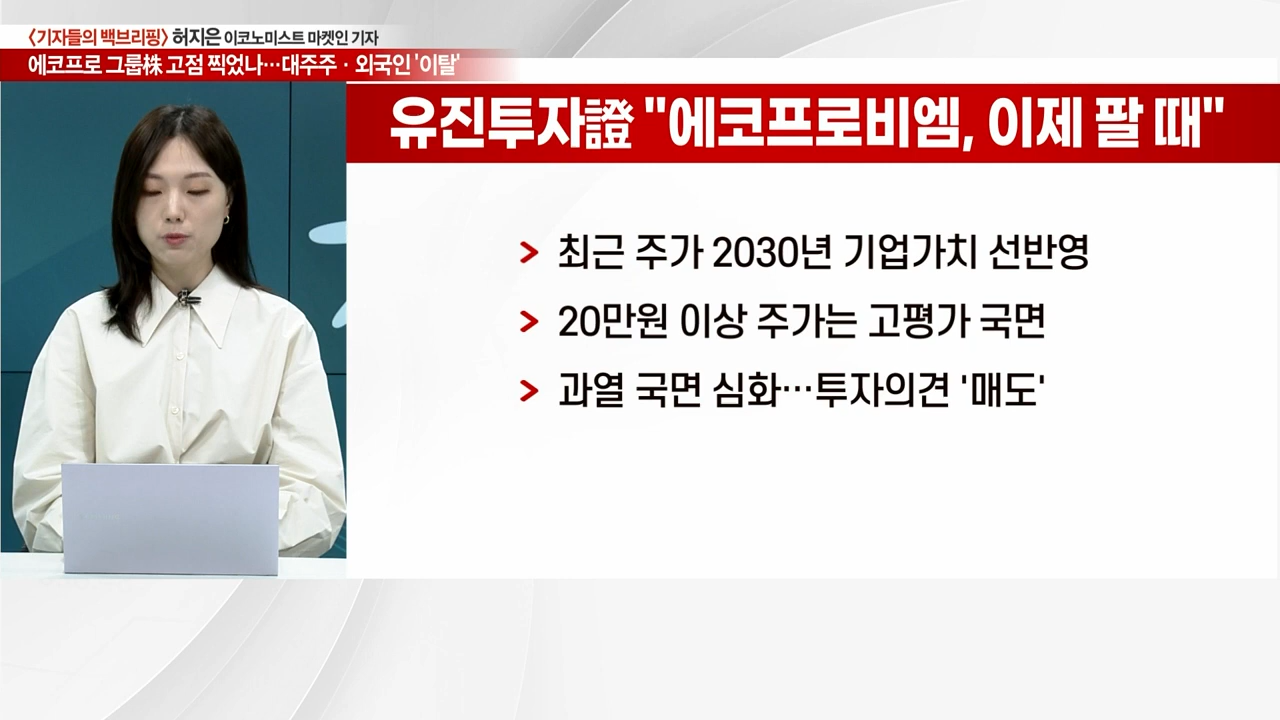 <기자들의 백브리핑> 허지은 이코노미스트 마켓인 기자
에코프로 그룹株 고점 찍었나…대주주·외국인 '이탈'
유진투자證 "에코프로비엠, 이제 팔 때"
> 최근 주가 2030년 기업가치 선반영
> 20만원 이상 주가는 고평가 국면
> 과열 국면 심화…투자의견 '매도'